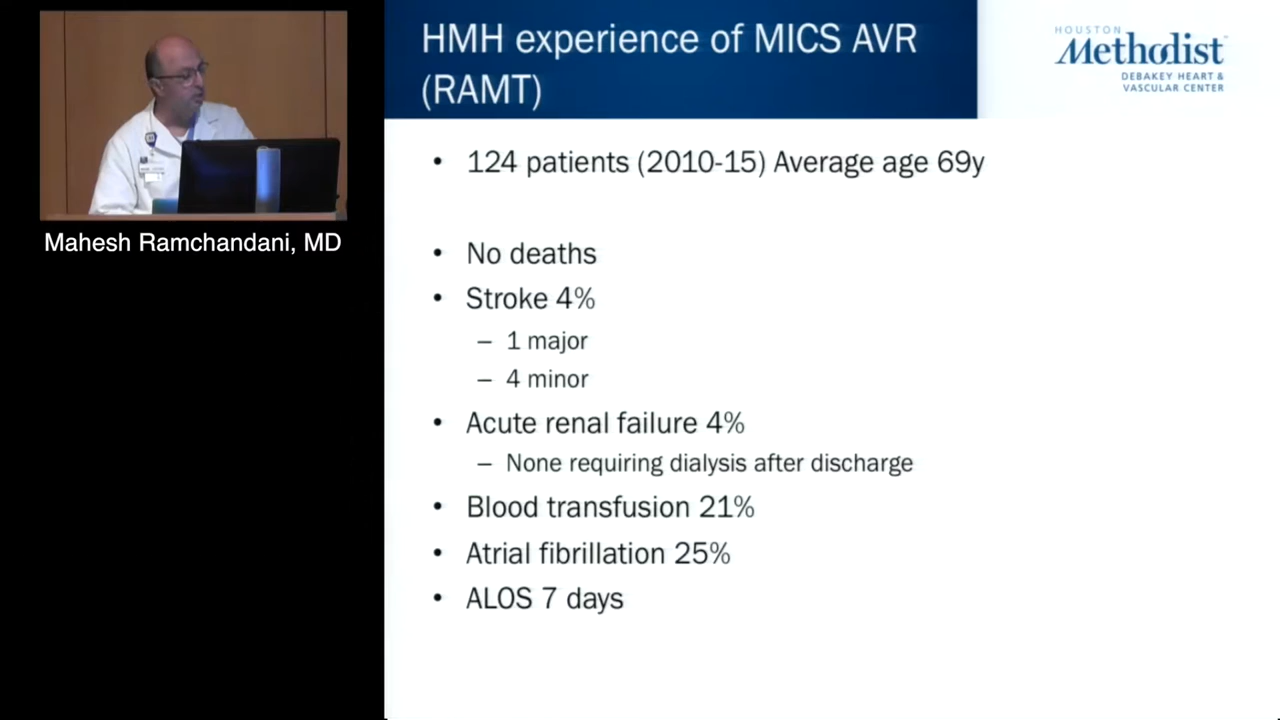 Mahesh Ramchandani, MD
HMH experience of MICS AVR
(RAMT)
HOUSTON
Methodist
DEBAKEY HEART &
VASCULAR CENTER
• 124 patients (2010-15) Average age 69y
• No deaths
• Stroke 4%
– 1 major
– 4 minor
• Acute renal failure 4%
– None requiring dialysis after discharge
• Blood transfusion 21%
• Atrial fibrillation 25%
• ALOS 7 days